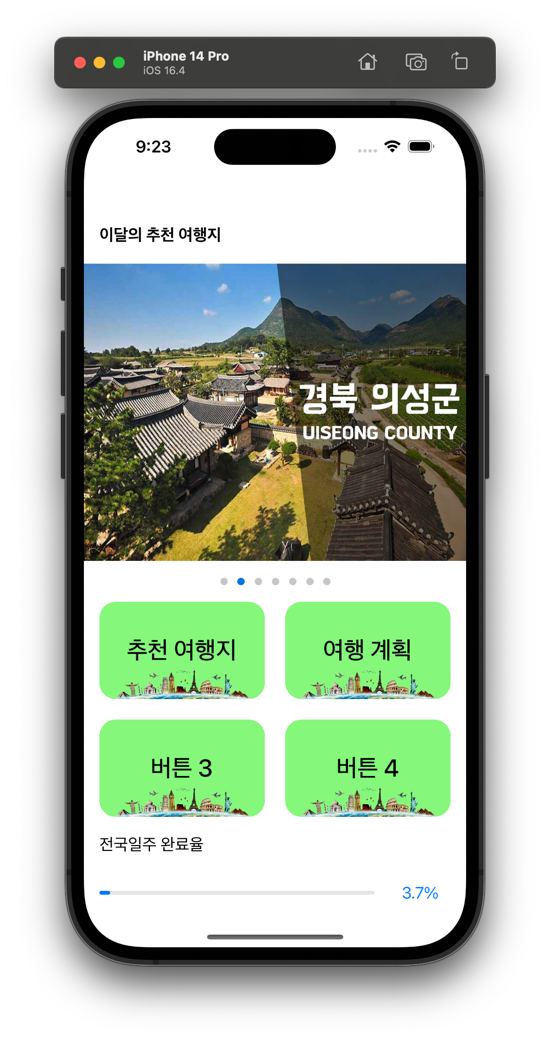 iPhone 14 Pro
iOS 16.4
9:23
이달의 추천 여행지
경북 의성군
UISEONG COUNTY
추천 여행지
여행 계획
버튼 3
버튼 4
전국일주 완료율
3.7%